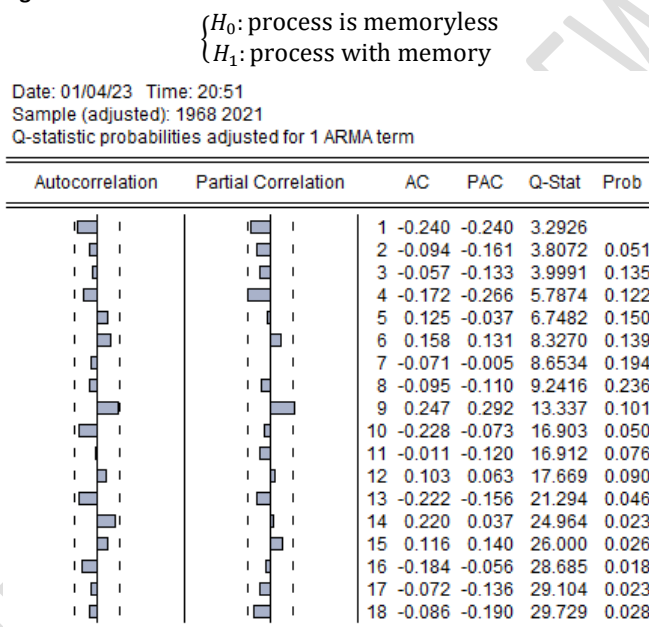 H₀: process is memoryless
H₁: process with memory
Date: 01/04/23 Time: 20:51
Sample (adjusted): 1968 2021
Q-statistic probabilities adjusted for 1 ARMA term
Autocorrelation Partial Correlation AC PAC Q-Stat Prob
1 -0.240 -0.240 3.2926
2 -0.094 -0.161 3.8072 0.051
3 -0.057 -0.133 3.9991 0.135
4 -0.172 -0.266 5.7874 0.122
5 0.125 -0.037 6.7482 0.150
6 0.158 0.131 8.3270 0.139
7 -0.071 -0.005 8.6534 0.194
8 -0.095 -0.110 9.2416 0.236
9 0.247 0.292 13.337 0.101
10 -0.228 -0.073 16.903 0.050
11 -0.011 -0.120 16.912 0.076
12 0.103 0.063 17.669 0.090
13 -0.222 -0.156 21.294 0.046
14 0.220 0.037 24.964 0.023
15 0.116 0.140 26.000 0.026
16 -0.184 -0.056 28.685 0.018
17 -0.072 -0.136 29.104 0.023
18 -0.086 -0.190 29.729 0.028